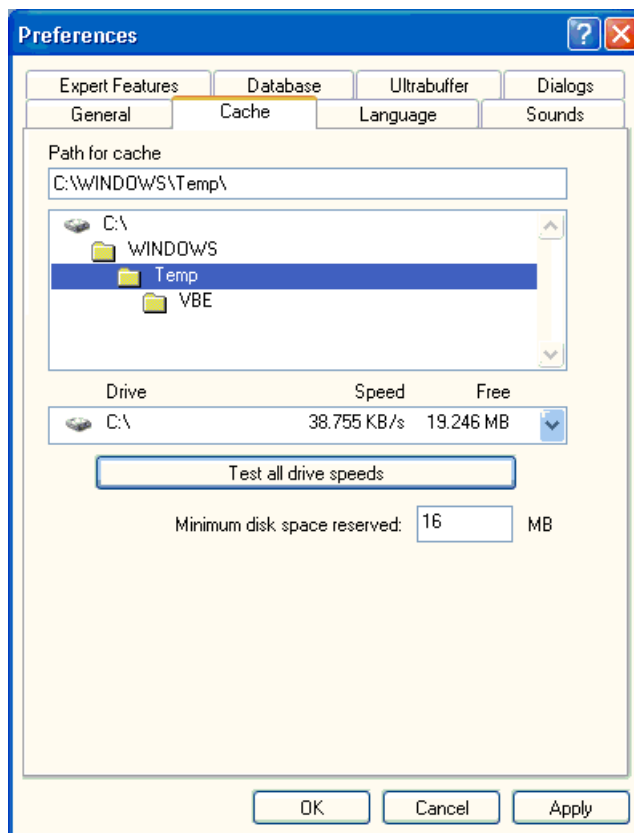 Preferences
Expert Features Database Ultrabuffer Dialogs
General Cache Language Sounds
Path for cache
C:\WINDOWS\Temp\
C:\
WINDOWS
Temp
VBE
Drive Speed Free
C:\ 38.755 KB/s 19.246 MB
Test all drive speeds
Minimum disk space reserved: 16 MB
OK Cancel Apply